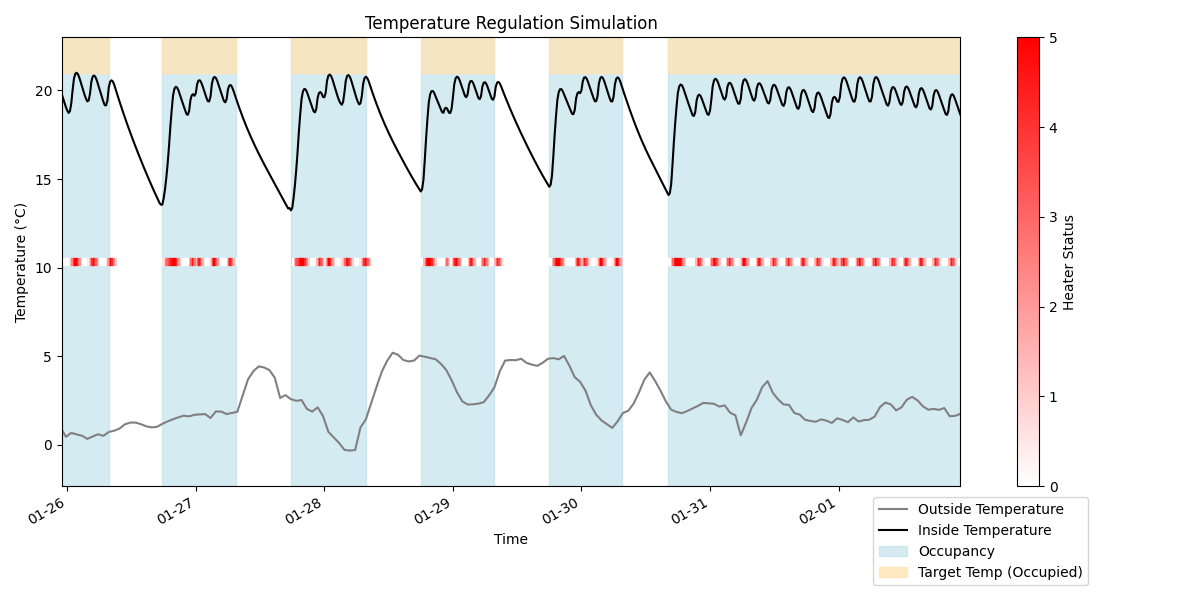 Temperature Regulation Simulation
Temperature (°C)
20
15
10
5
0
01-26
01-27
01-28
01-29
01-30
01-31
02-01
Time
5
4
3
2
1
0
Heater Status
Outside Temperature
Inside Temperature
Occupancy
Target Temp (Occupied)